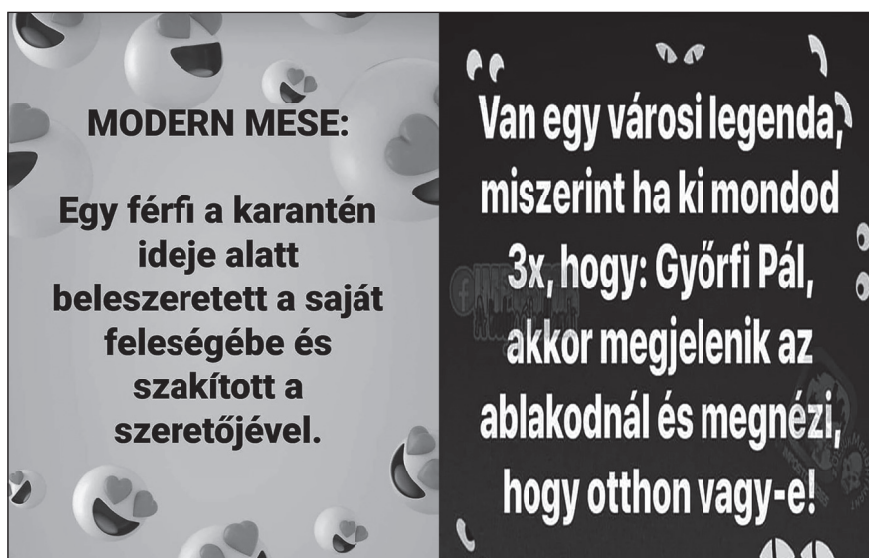 MODERN MESE:
Egy férfi a karantén
ideje alatt
beleszeretett a saját
feleségébe és
szakított a
szeretőjével.
Van egy városi legenda,
miszerint ha ki mondod
3x, hogy: Győrfi Pál,
akkor megjelenik az
ablakodnál és megnézi,
hogy otthon vagy-e!